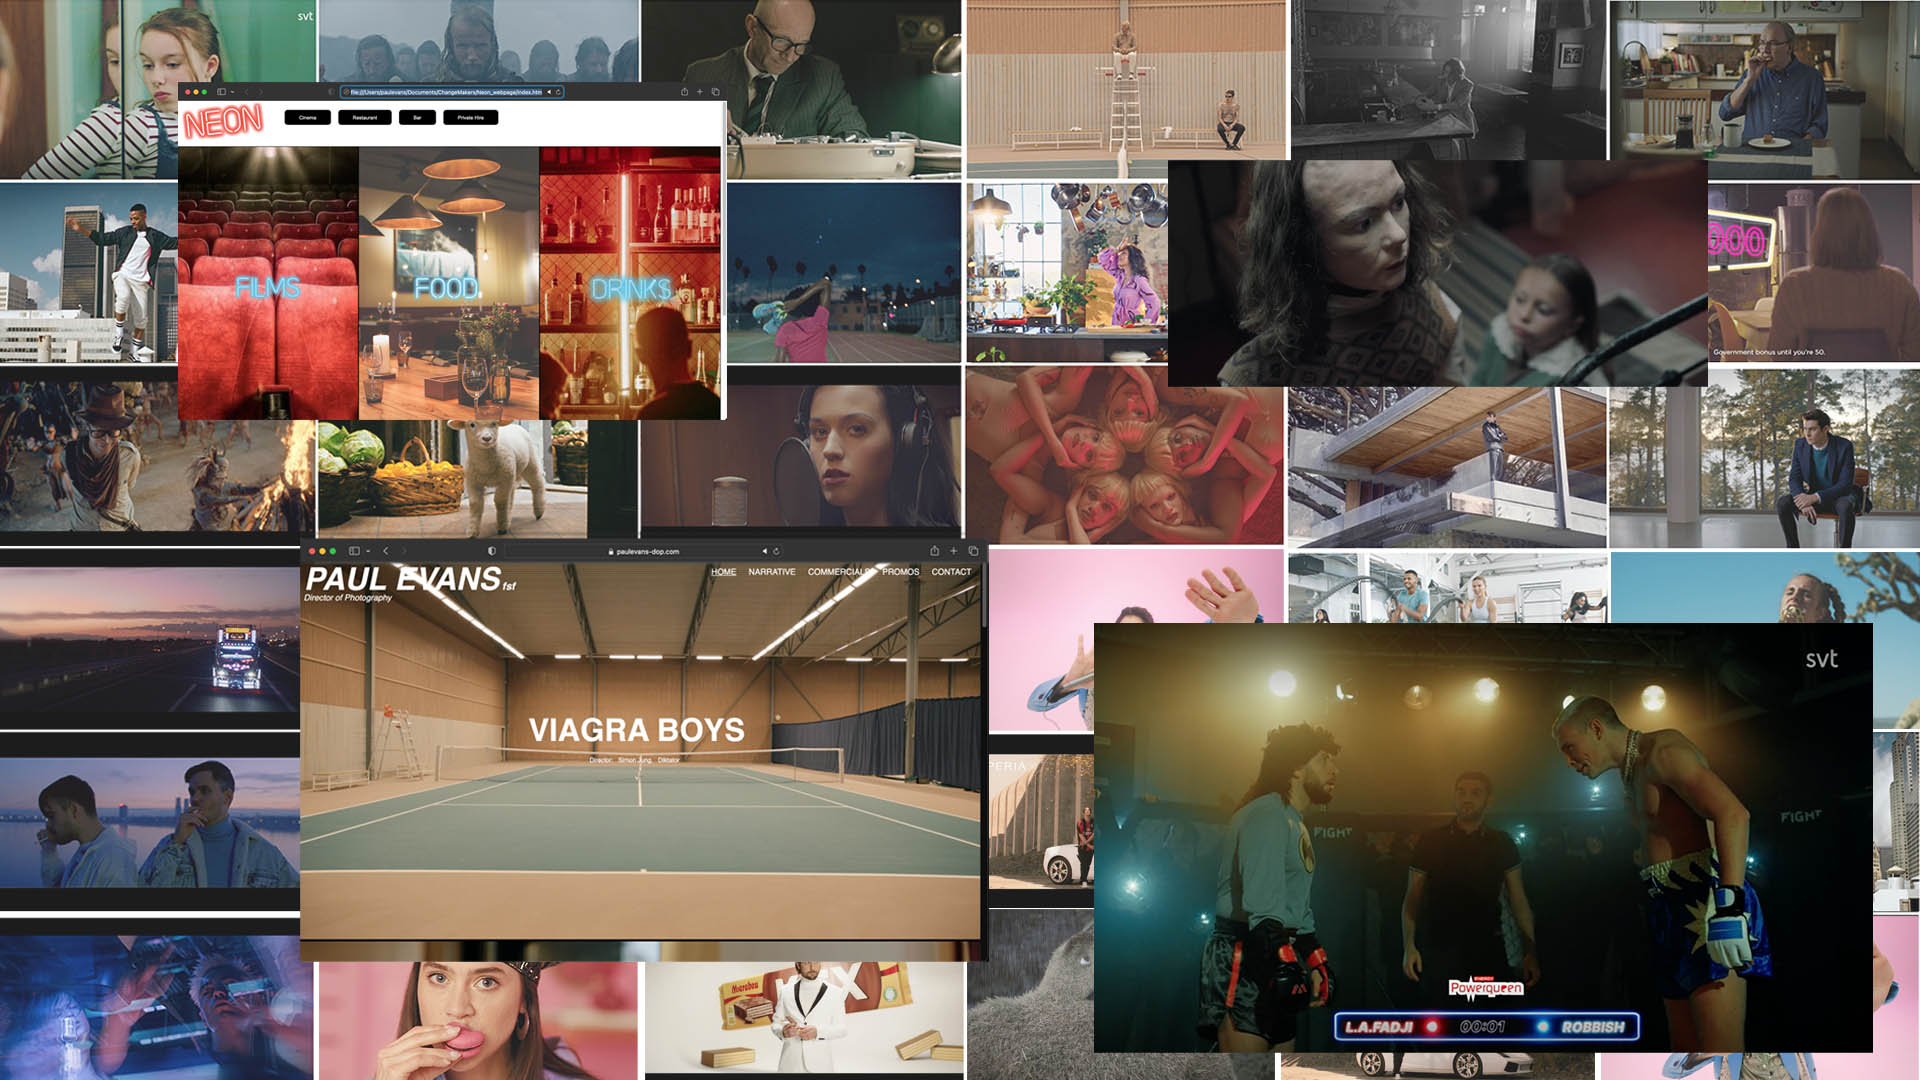 svt
file:///Users/paulevans/Documents/ChangeMakers/Neon_webpage/index.htm
NEON
Cinema
Restaurant
Bar
Private Hire
FILMS
FOOD
DRINKS
Government bonus until you're 50.
paulevans-dop.com
PAUL EVANS fsf
Director of Photography
HOME
NARRATIVE
COMMERCIALS
PROMOS
CONTACT
VIAGRA BOYS
Director: Simon Jung, Diktator
PERIA
svt
FIGHT
FIGHT
Marabou
Powerqueen
L.A.FADJI
00:01
ROBBISH